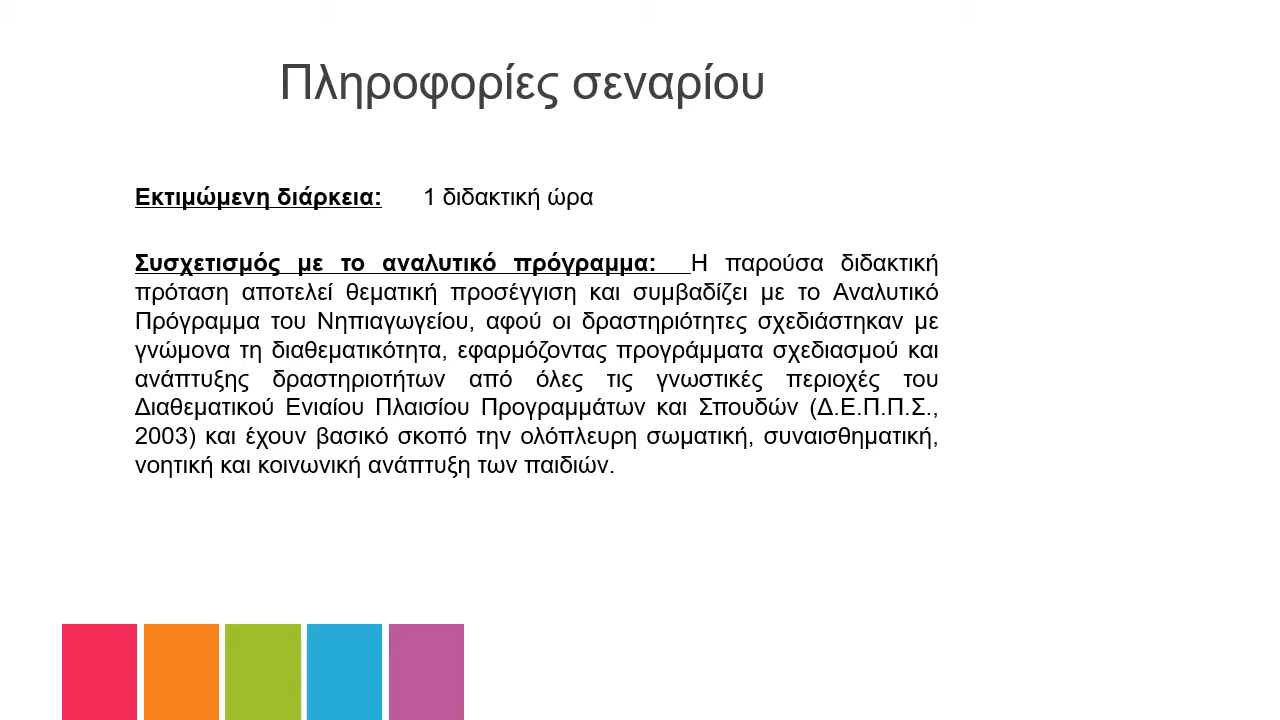 Πληροφορίες σεναρίου
Εκτιμώμενη διάρκεια: 1 διδακτική ώρα
Συσχετισμός με το αναλυτικό πρόγραμμα: Η παρούσα διδακτική
πρόταση αποτελεί θεματική προσέγγιση και συμβαδίζει με το Αναλυτικό
Πρόγραμμα του Νηπιαγωγείου, αφού οι δραστηριότητες σχεδιάστηκαν με
γνώμονα τη διαθεματικότητα, εφαρμόζοντας προγράμματα σχεδιασμού και
ανάπτυξης δραστηριοτήτων από όλες τις γνωστικές περιοχές του
Διαθεματικού Ενιαίου Πλαισίου Προγραμμάτων και Σπουδών (Δ.Ε.Π.Π.Σ.,
2003) και έχουν βασικό σκοπό την ολόπλευρη σωματική, συναισθηματική,
νοητική και κοινωνική ανάπτυξη των παιδιών.